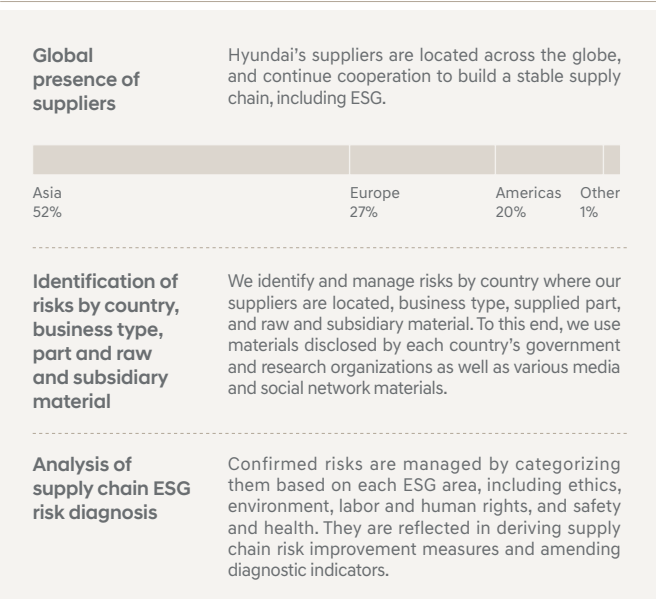 Global
presence of
suppliers
Hyundai's suppliers are located across the globe,
and continue cooperation to build a stable supply
chain, including ESG.
Asia
52%
Europe
27%
Americas
20%
Other
1%
Identification of
risks by country,
business type,
part and raw
and subsidiary
material
We identify and manage risks by country where our
suppliers are located, business type, supplied part,
and raw and subsidiary material. To this end, we use
materials disclosed by each country's government
and research organizations as well as various media
and social network materials.
Analysis of
supply chain ESG
risk diagnosis
Confirmed risks are managed by categorizing
them based on each ESG area, including ethics,
environment, labor and human rights, and safety
and health. They are reflected in deriving supply
chain risk improvement measures and amending
diagnostic indicators.